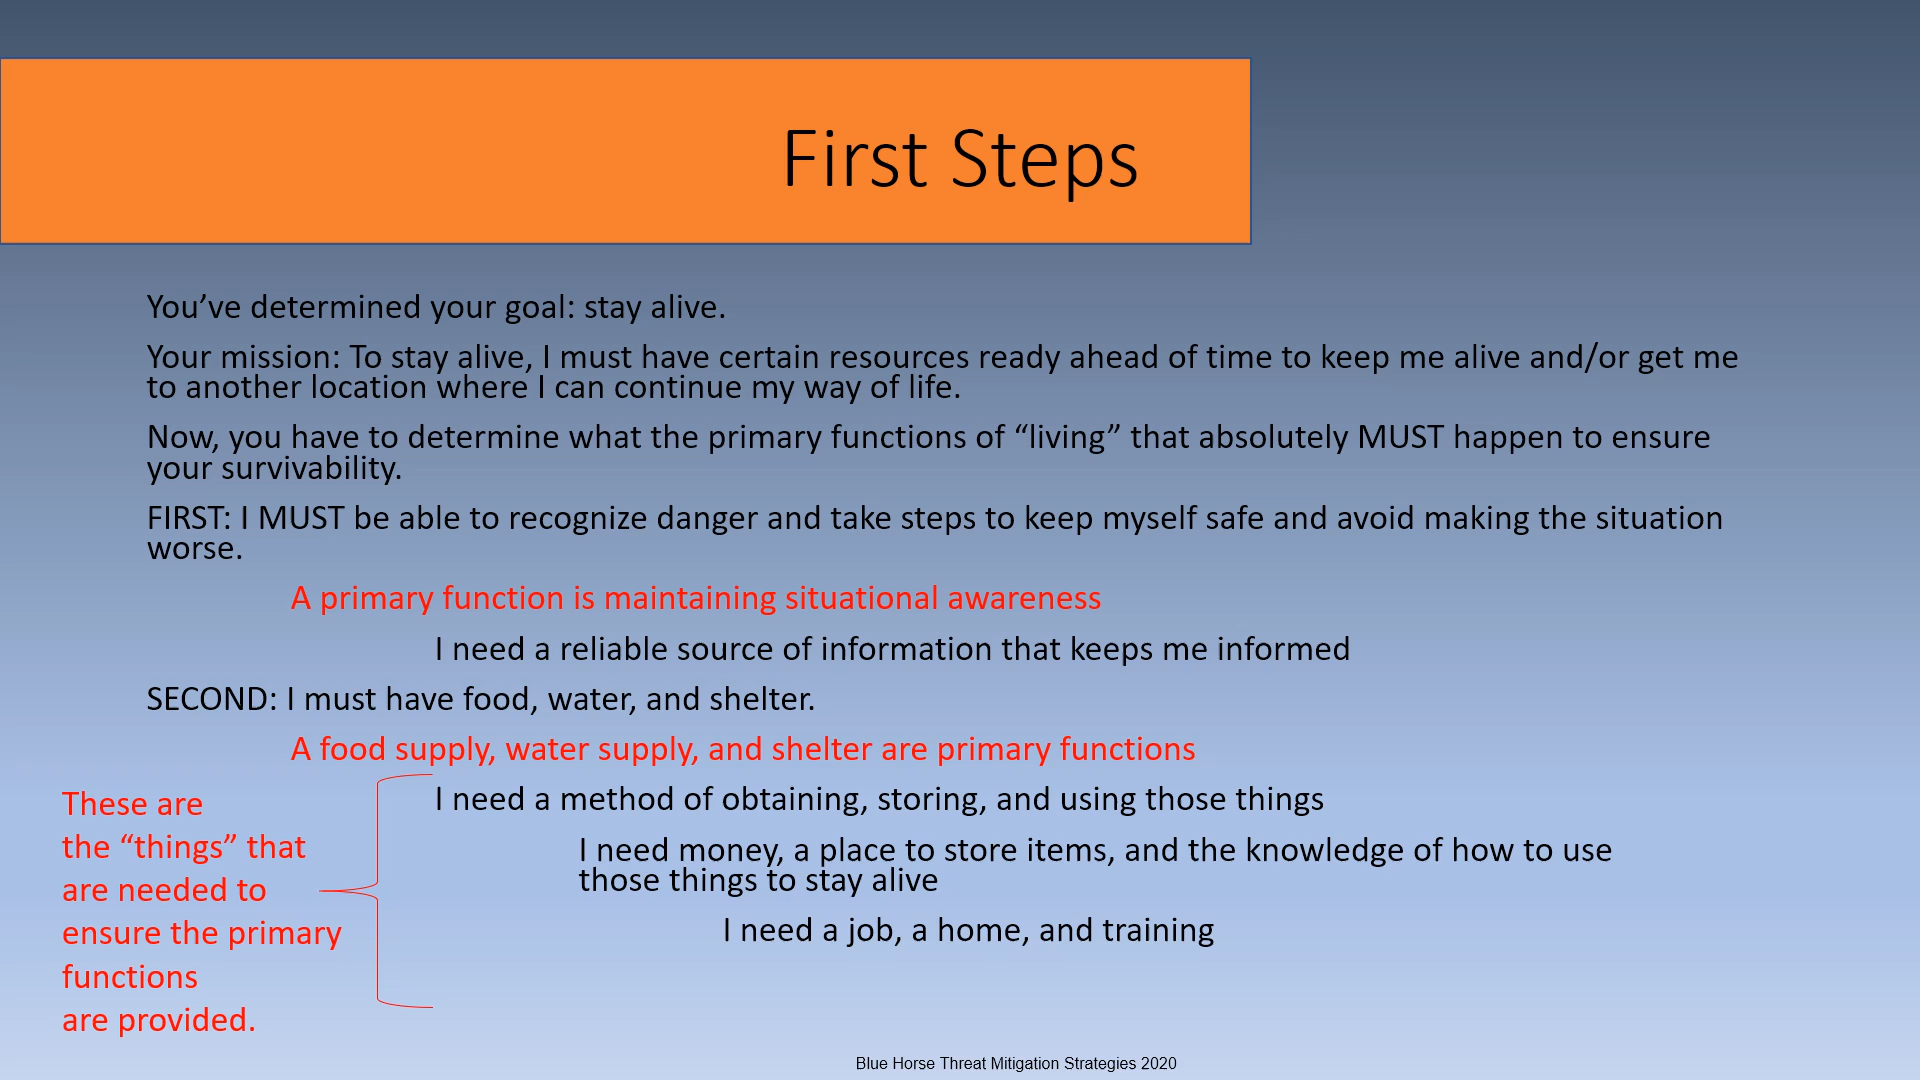 First Steps
You’ve determined your goal: stay alive.
Your mission: To stay alive, I must have certain resources ready ahead of time to keep me alive and/or get me
to another location where I can continue my way of life.
Now, you have to determine what the primary functions of “living” that absolutely MUST happen to ensure
your survivability.
FIRST: I MUST be able to recognize danger and take steps to keep myself safe and avoid making the situation
worse.
A primary function is maintaining situational awareness
I need a reliable source of information that keeps me informed
SECOND: I must have food, water, and shelter.
A food supply, water supply, and shelter are primary functions
I need a method of obtaining, storing, and using those things
I need money, a place to store items, and the knowledge of how to use
those things to stay alive
I need a job, a home, and training
These are
the “things” that
are needed to
ensure the primary
functions
are provided.
Blue Horse Threat Mitigation Strategies 2020